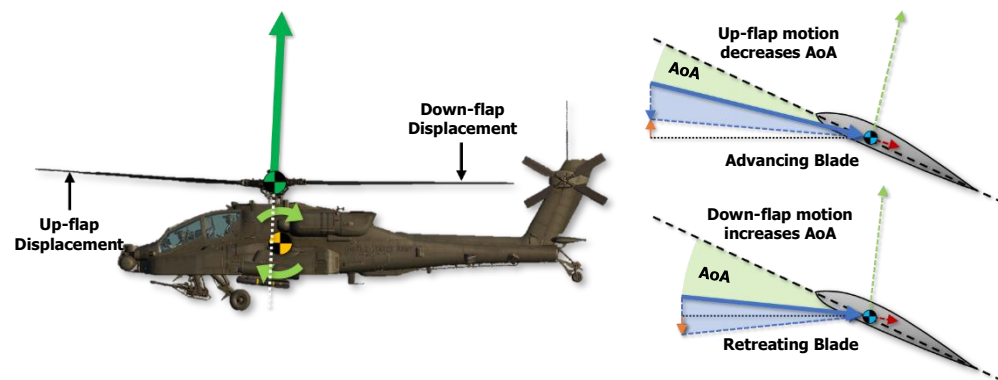 Down-flap
Displacement
Up-flap
Displacement
Up-flap motion
decreases AoA
AoA
Advancing Blade
Down-flap motion
increases AoA
AoA
Retreating Blade